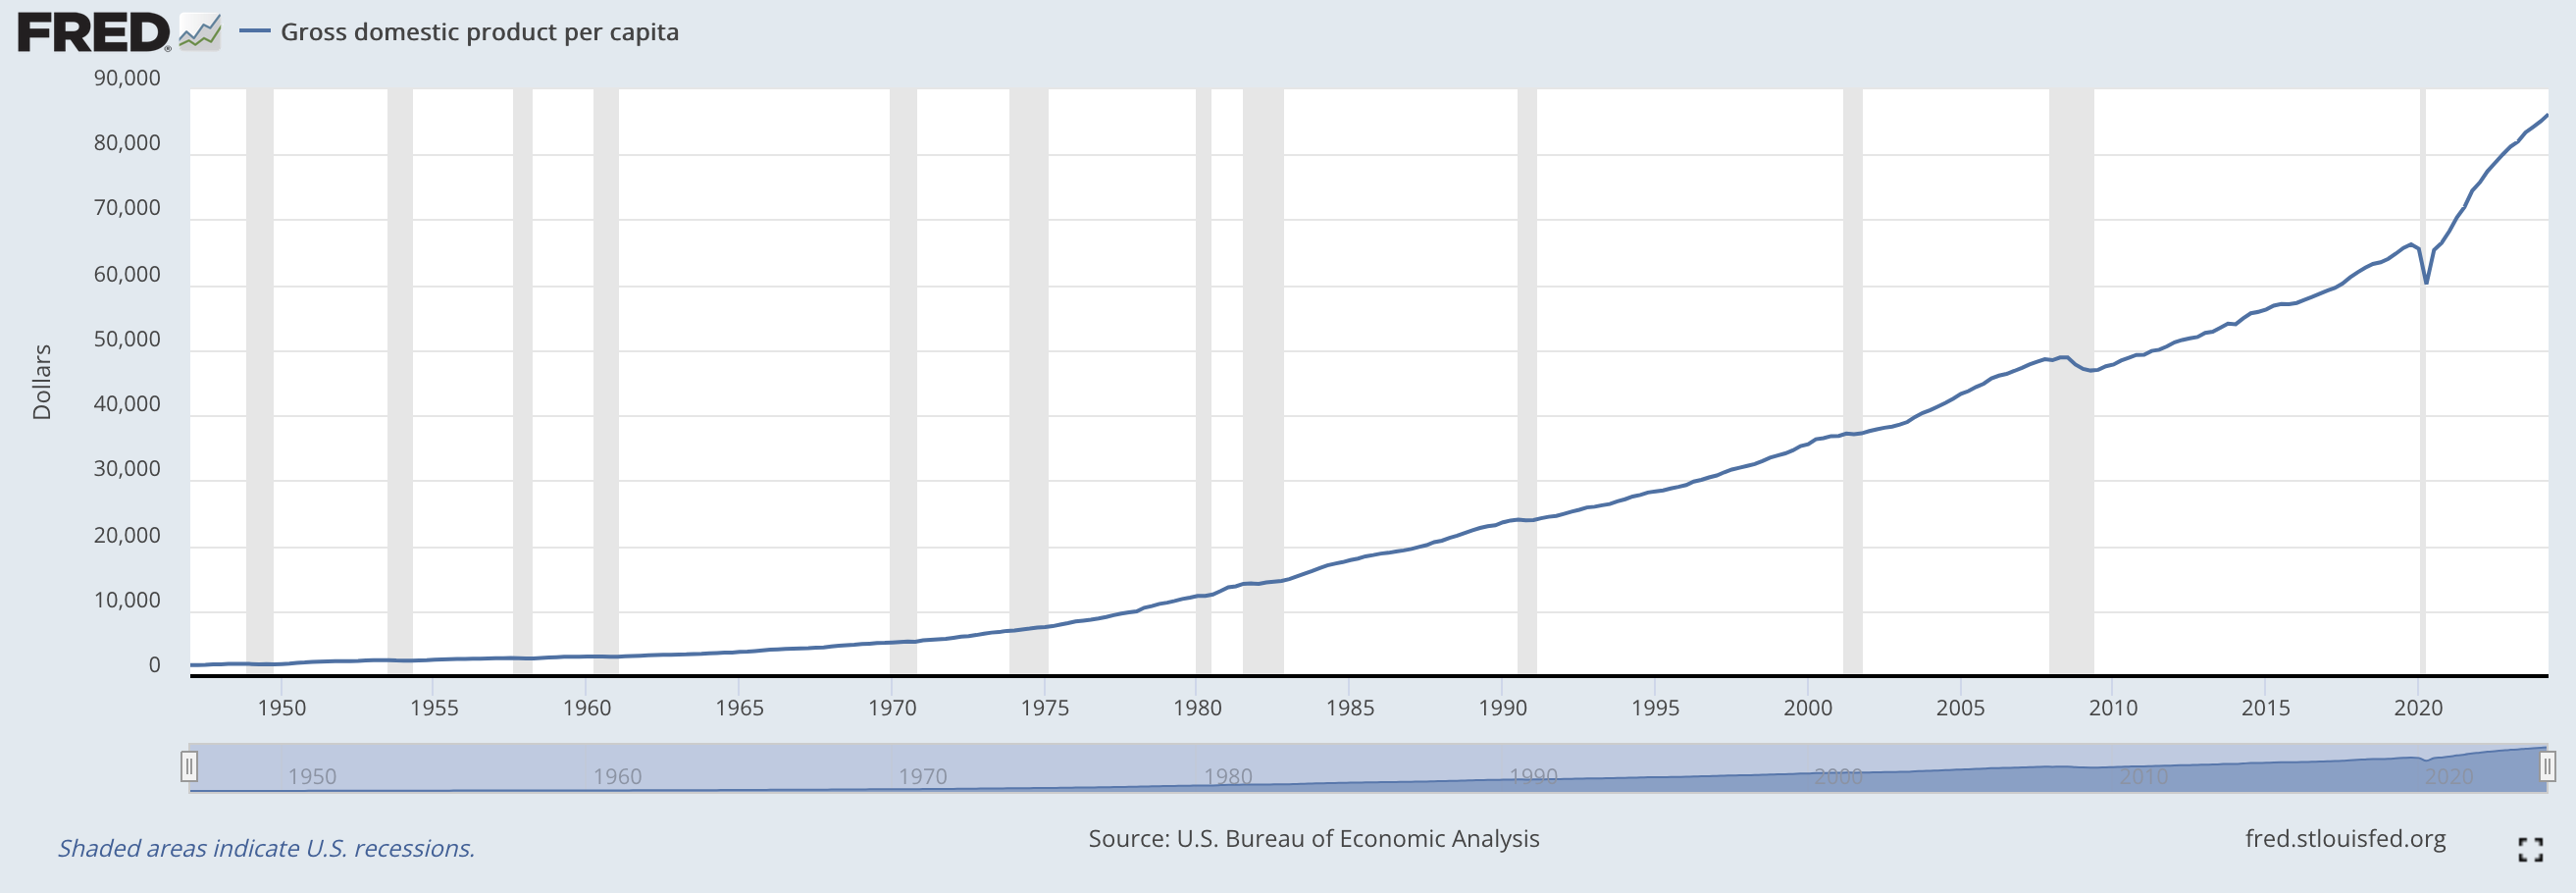 FRED® Gross domestic product per capita
90,000
80,000
70,000
60,000
50,000
40,000
30,000
20,000
10,000
0
Dollars
1950 1955 1960 1965 1970 1975 1980 1985 1990 1995 2000 2005 2010 2015 2020
1950 1960 1970 1980 1990 2000 2010 2020
Shaded areas indicate U.S. recessions.
Source: U.S. Bureau of Economic Analysis
fred.stlouisfed.org